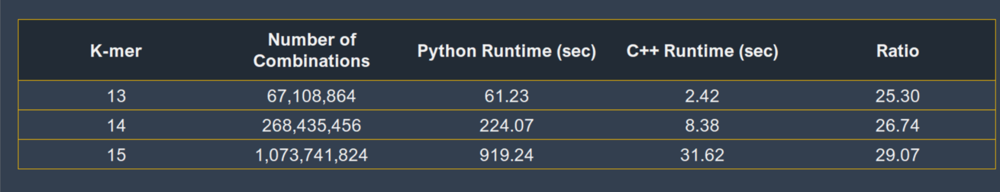 K-mer Number of Combinations Python Runtime (sec) C++ Runtime (sec) Ratio
13 67,108,864 61.23 2.42 25.30
14 268,435,456 224.07 8.38 26.74
15 1,073,741,824 919.24 31.62 29.07